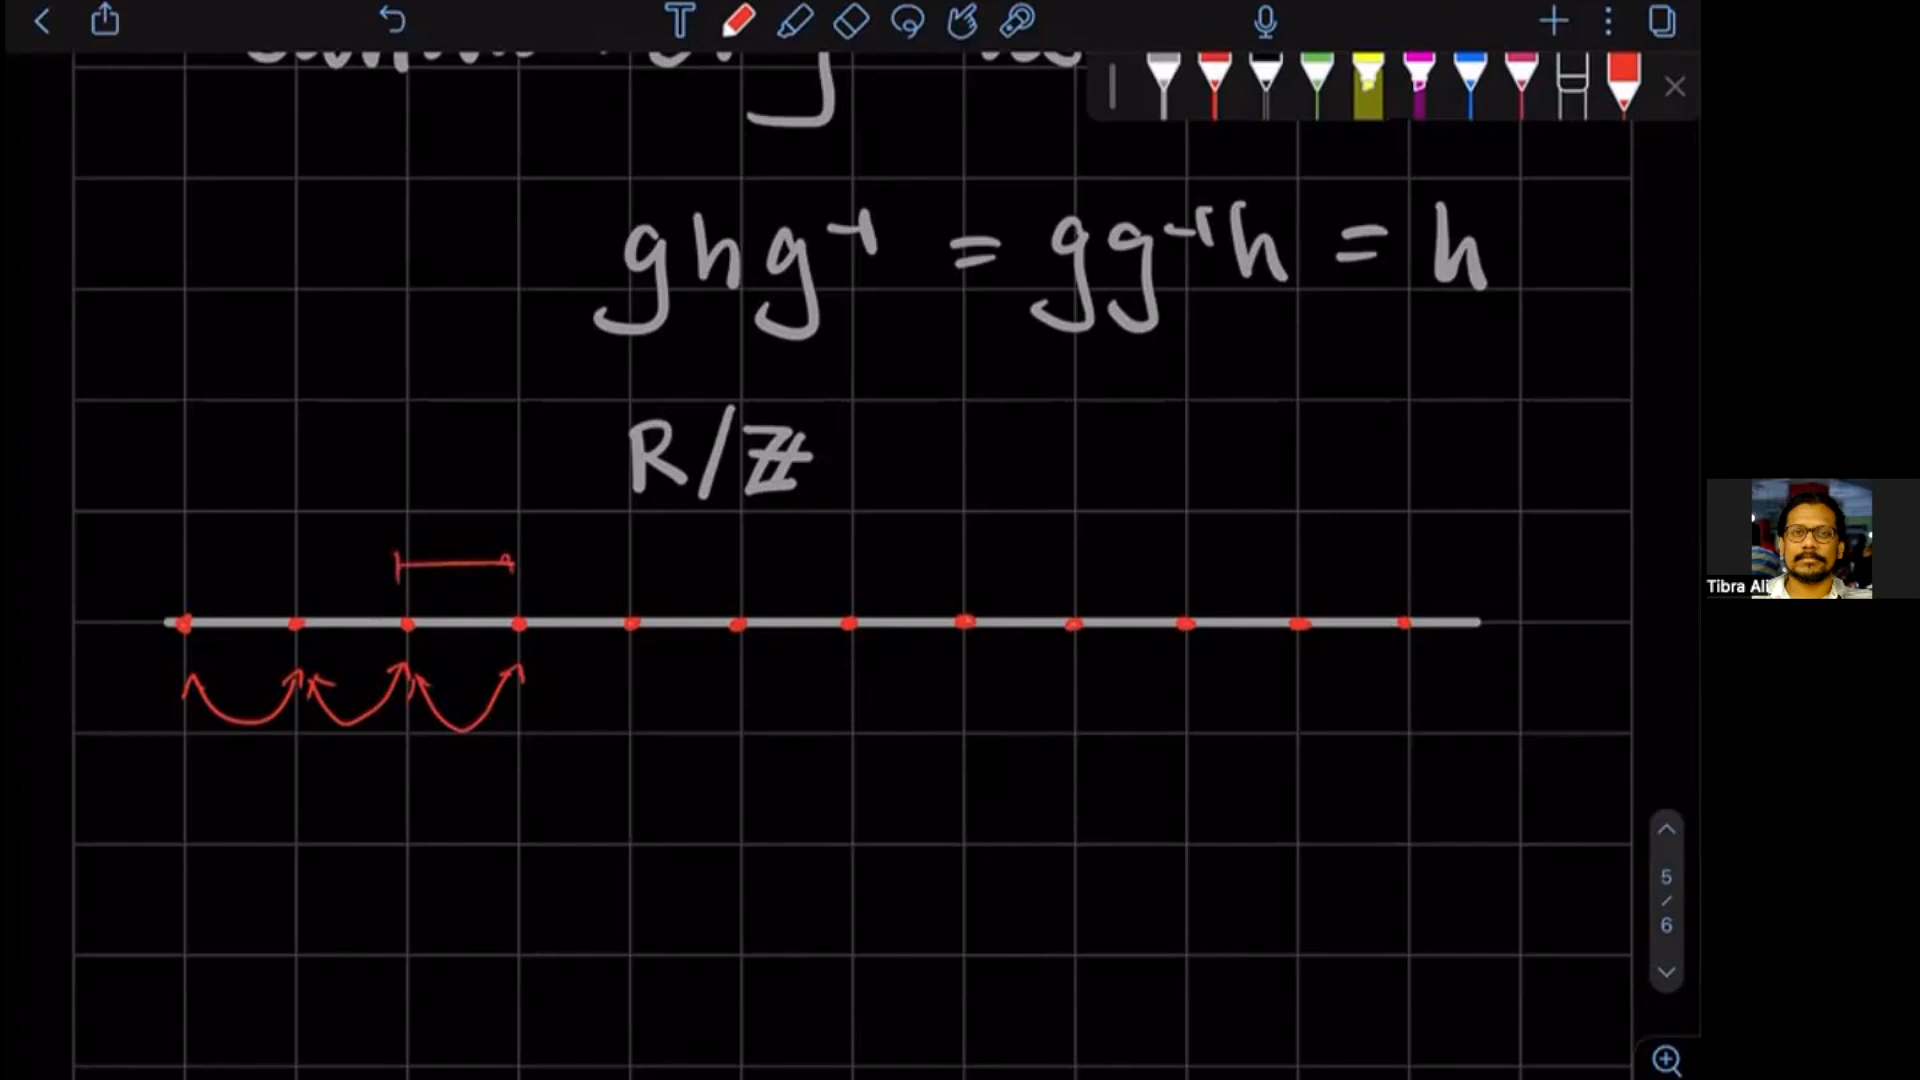 T
ghg⁻¹ = gg⁻¹h = h
R/ℤ
Tibra Ali
5
/
6